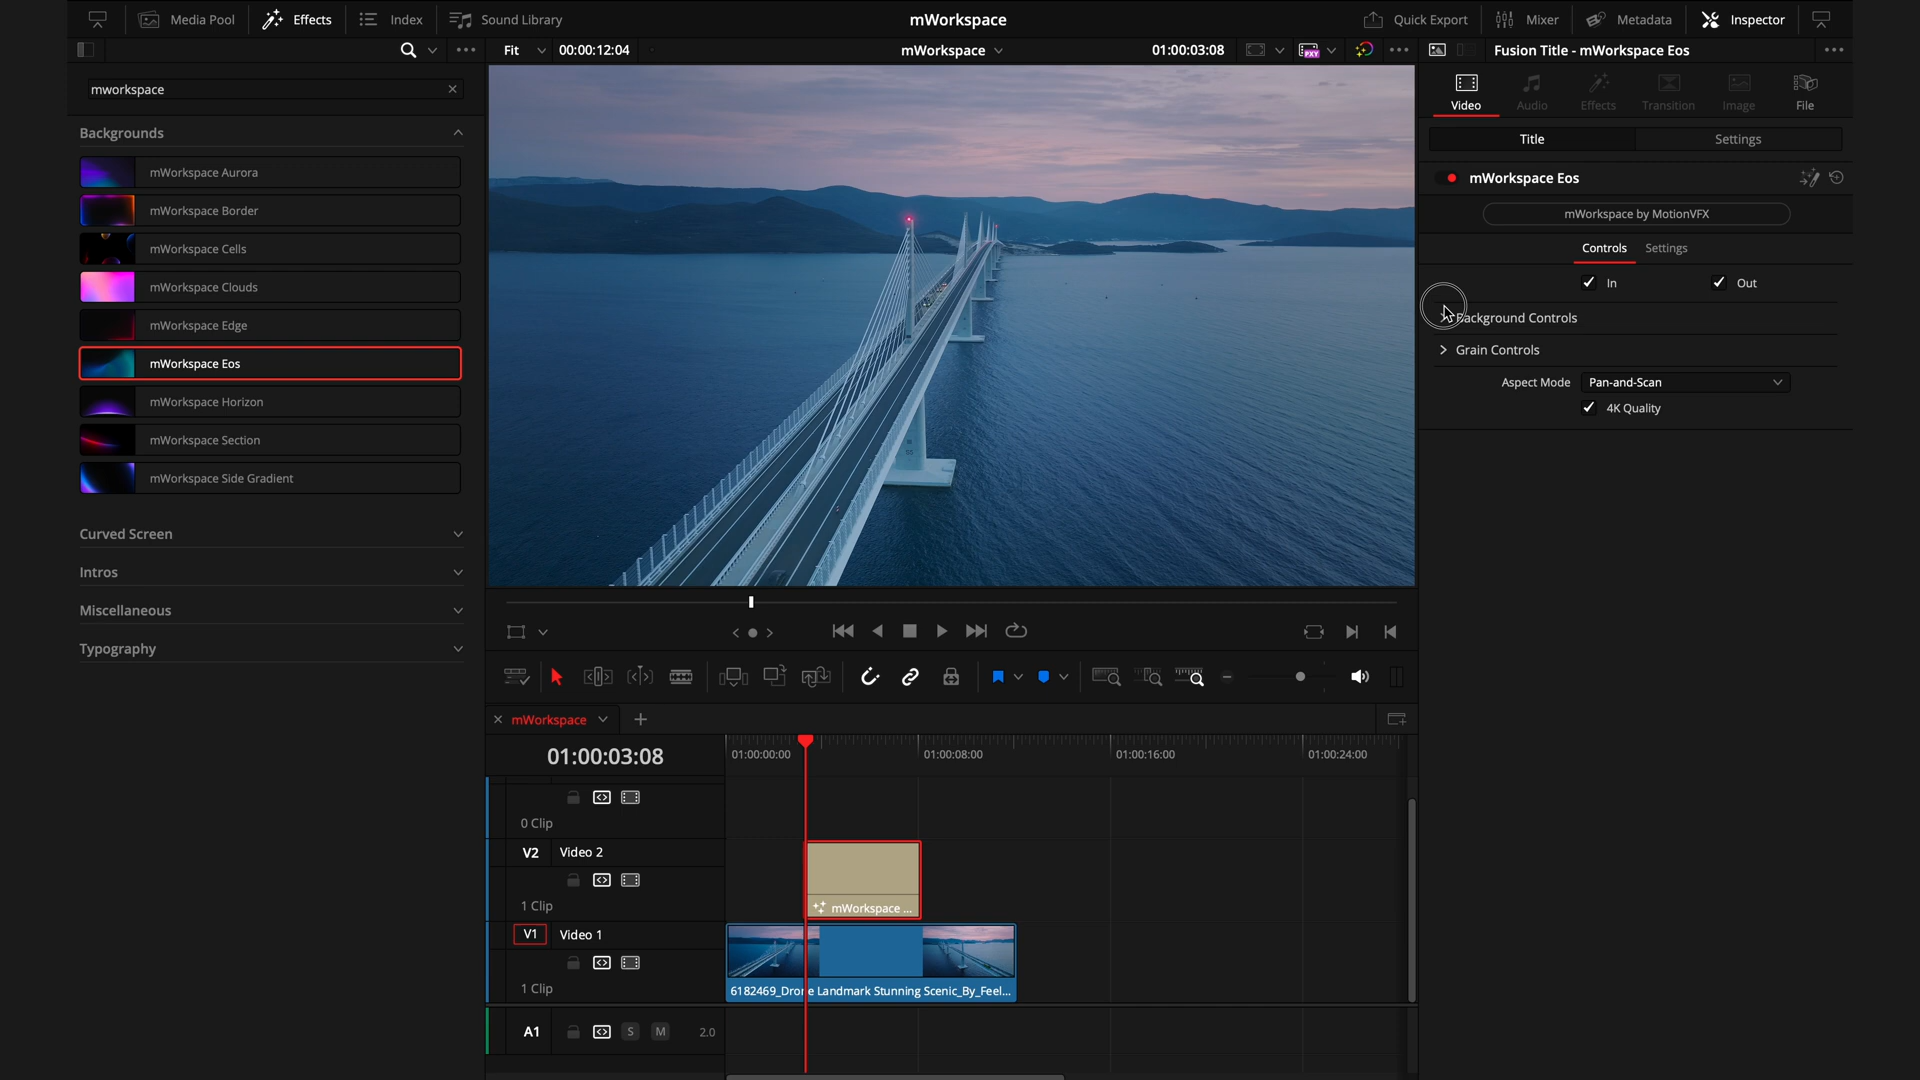 Media Pool
Effects
Index
Sound Library
mWorkspace
Quick Export
Mixer
Metadata
Inspector
Fit
00:00:12:04
mWorkspace
01:00:03:08
PXY
Fusion Title - mWorkspace Eos
mworkspace
Backgrounds
mWorkspace Aurora
mWorkspace Border
mWorkspace Cells
mWorkspace Clouds
mWorkspace Edge
mWorkspace Eos
mWorkspace Horizon
mWorkspace Section
mWorkspace Side Gradient
Curved Screen
Intros
Miscellaneous
Typography
Video
Audio
Effects
Transition
Image
File
Title
Settings
mWorkspace Eos
mWorkspace by MotionVFX
Controls
Settings
In
Out
Background Controls
Grain Controls
Aspect Mode
Pan-and-Scan
4K Quality
mWorkspace
01:00:03:08
01:00:00:00
01:00:08:00
01:00:16:00
01:00:24:00
0 Clip
V2
Video 2
1 Clip
mWorkspace ...
V1
Video 1
1 Clip
6182469_Drone Landmark Stunning Scenic_By_Feel...
A1
S
M
2.0